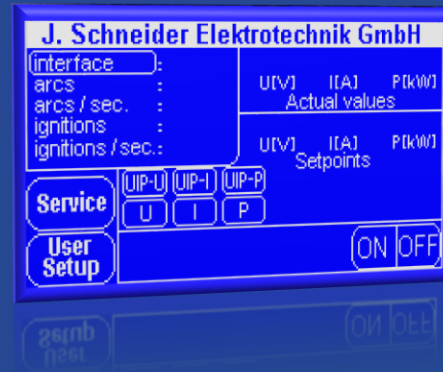 J. Schneider Elektrotechnik GmbH
interface :
arcs :
arcs / sec. :
ignitions :
ignitions /sec.:
U[V] I[A] P[kW]
Actual values
U[V] I[A] P[kW]
Setpoints
Service
UIP-U UIP-I UIP-P
U I P
User
Setup
ON OFF